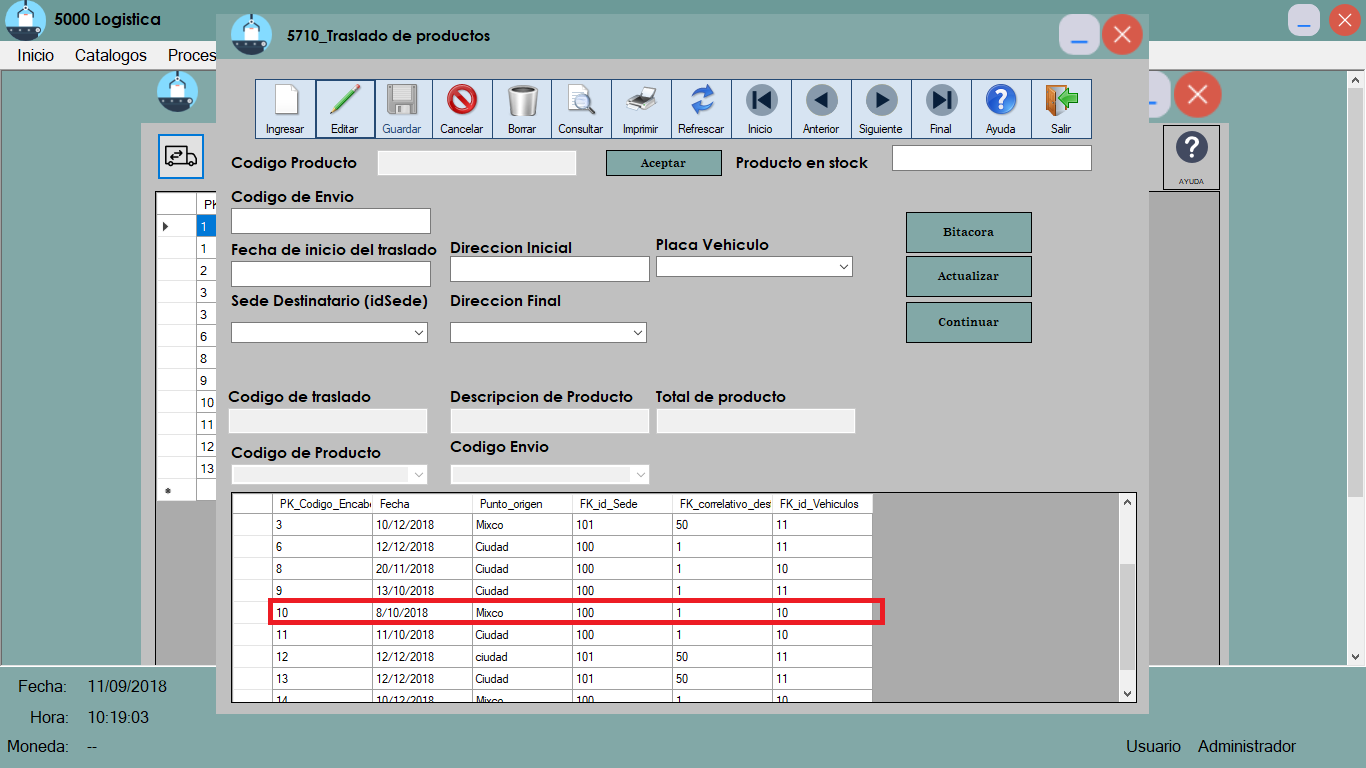 5000 Logistica
Inicio Catalogos Proces
5710_Traslado de productos
Ingresar Editar Guardar Cancelar Borrar Consultar Imprimir Refrescar Inicio Anterior Siguiente Final Ayuda Salir
Codigo Producto Aceptar Producto en stock
AYUDA
Codigo de Envio
Fecha de inicio del traslado Direccion Inicial Placa Vehiculo
Sede Destinatario (idSede) Direccion Final
Bitacora
Actualizar
Continuar
PK
1
1
2
3
3
6
8
9
10
11
12
13
Codigo de traslado Descripcion de Producto Total de producto
Codigo de Producto Codigo Envio
PK_Codigo_Encabe Fecha Punto_origen FK_id_Sede FK_correlativo_dest FK_id_Vehiculos
3 10/12/2018 Mixco 101 50 11
6 12/12/2018 Ciudad 100 1 11
8 20/11/2018 Ciudad 100 1 10
9 13/10/2018 Ciudad 100 1 11
10 8/10/2018 Mixco 100 1 10
11 11/10/2018 Ciudad 100 1 10
12 12/12/2018 ciudad 101 50 11
13 12/12/2018 Ciudad 101 50 11
14 10/12/2018 Mixco 100 1 10
Fecha: 11/09/2018
Hora: 10:19:03
Moneda: --
Usuario Administrador